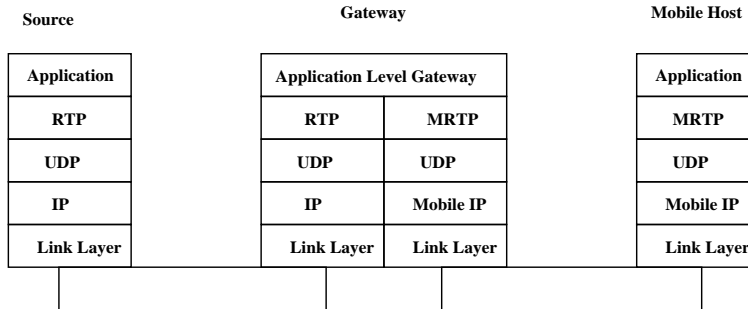 Source
Gateway
Mobile Host
Application
Application Level Gateway
Application
RTP
RTP
MRTP
MRTP
UDP
UDP
UDP
UDP
IP
IP
Mobile IP
Mobile IP
Link Layer
Link Layer
Link Layer
Link Layer